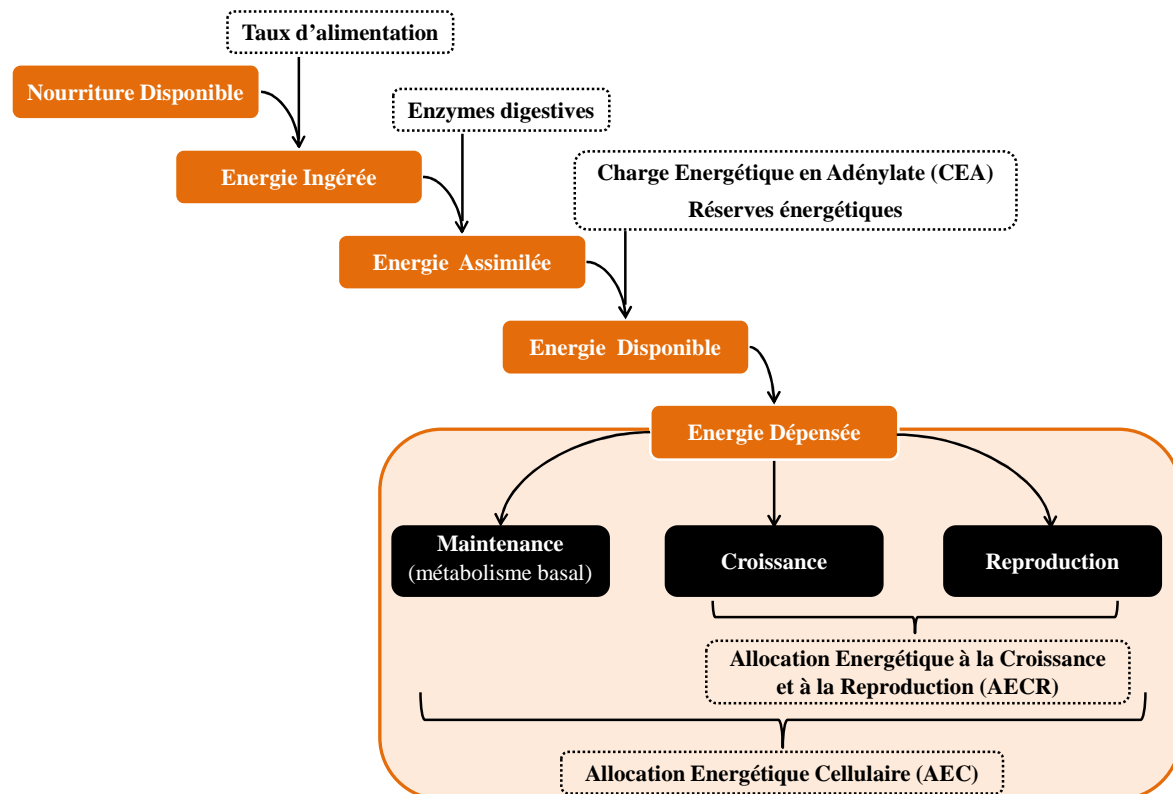 Taux d’alimentation
Nourriture Disponible
Enzymes digestives
Energie Ingérée
Charge Energétique en Adénylate (CEA)
Réserves énergétiques
Energie Assimilée
Energie Disponible
Energie Dépensée
Maintenance
(métabolisme basal)
Croissance
Reproduction
Allocation Energétique à la Croissance
et à la Reproduction (AECR)
Allocation Energétique Cellulaire (AEC)